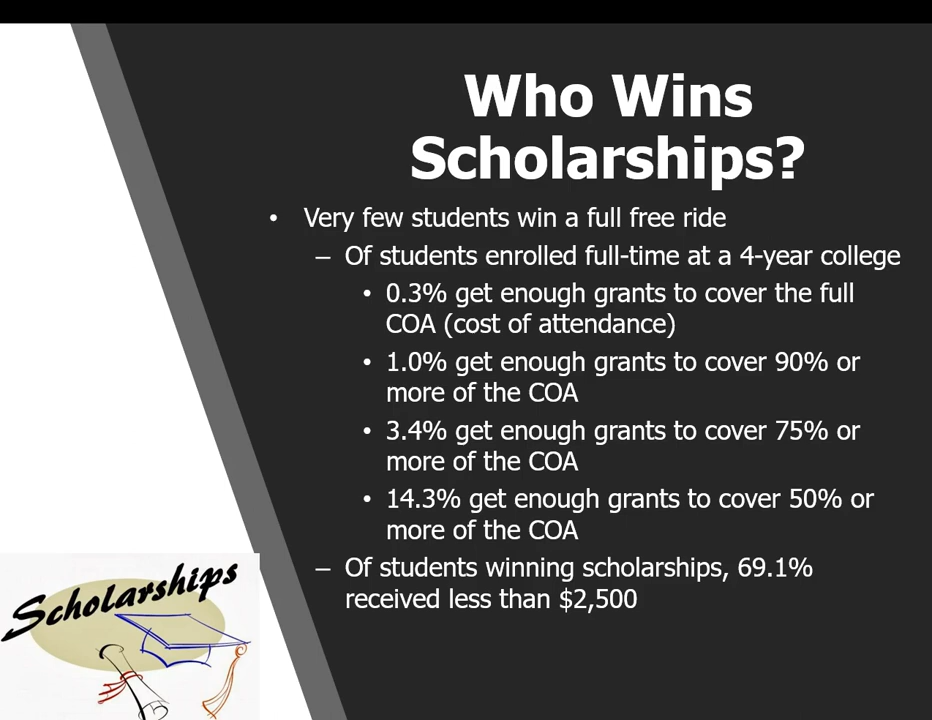 Who Wins
Scholarships?
• Very few students win a full free ride
– Of students enrolled full-time at a 4-year college
• 0.3% get enough grants to cover the full
COA (cost of attendance)
• 1.0% get enough grants to cover 90% or
more of the COA
• 3.4% get enough grants to cover 75% or
more of the COA
• 14.3% get enough grants to cover 50% or
more of the COA
– Of students winning scholarships, 69.1%
received less than $2,500
Scholarships